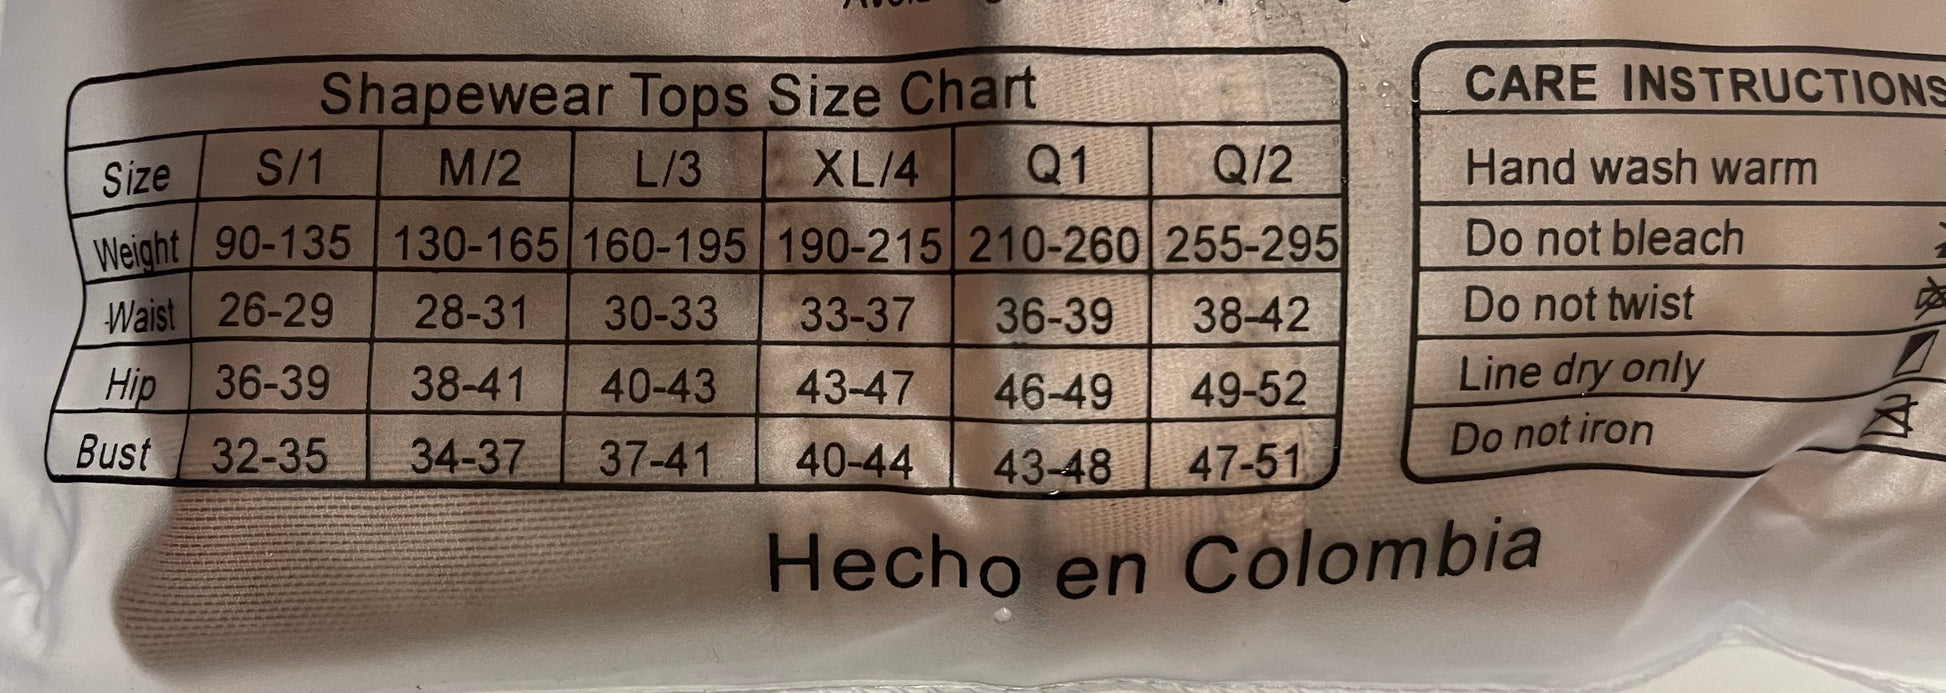 Shapewear Tops Size Chart
Size S/1 M/2 L/3 XL/4 Q1 Q/2
Weight 90-135 130-165 160-195 190-215 210-260 255-295
Waist 26-29 28-31 30-33 33-37 36-39 38-42
Hip 36-39 38-41 40-43 43-47 46-49 49-52
Bust 32-35 34-37 37-41 40-44 43-48 47-51
CARE INSTRUCTIONS
Hand wash warm
Do not bleach
Do not twist
Line dry only
Do not iron
Hecho en Colombia